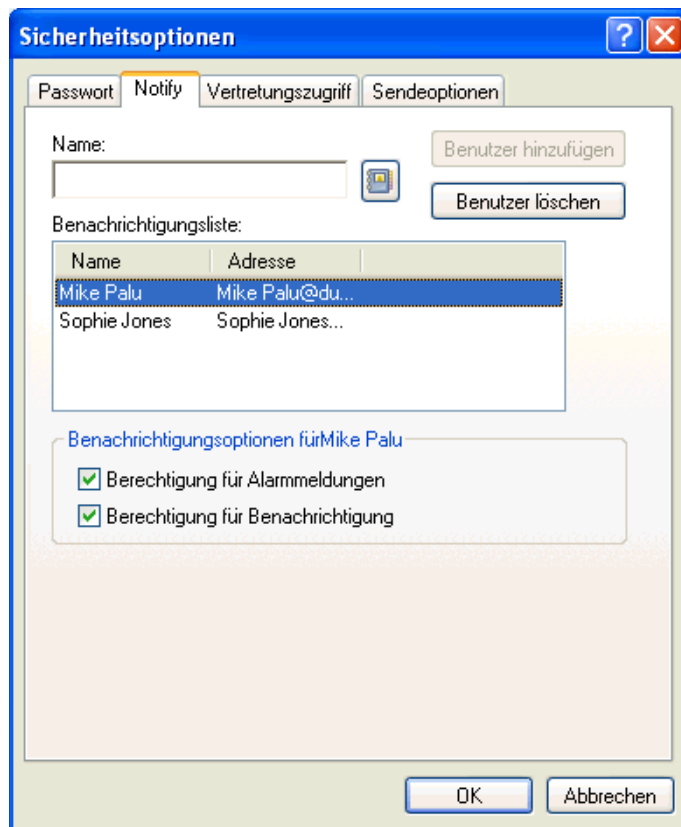 Sicherheitsoptionen
Passwort Notify Vertretungszugriff Sendeoptionen
Name:
Benutzer hinzufügen
Benutzer löschen
Benachrichtigungsliste:
Name Adresse
Mike Palu Mike Palu@du...
Sophie Jones Sophie Jones...
Benachrichtigungsoptionen fürMike Palu
Berechtigung für Alarmmeldungen
Berechtigung für Benachrichtigung
OK Abbrechen